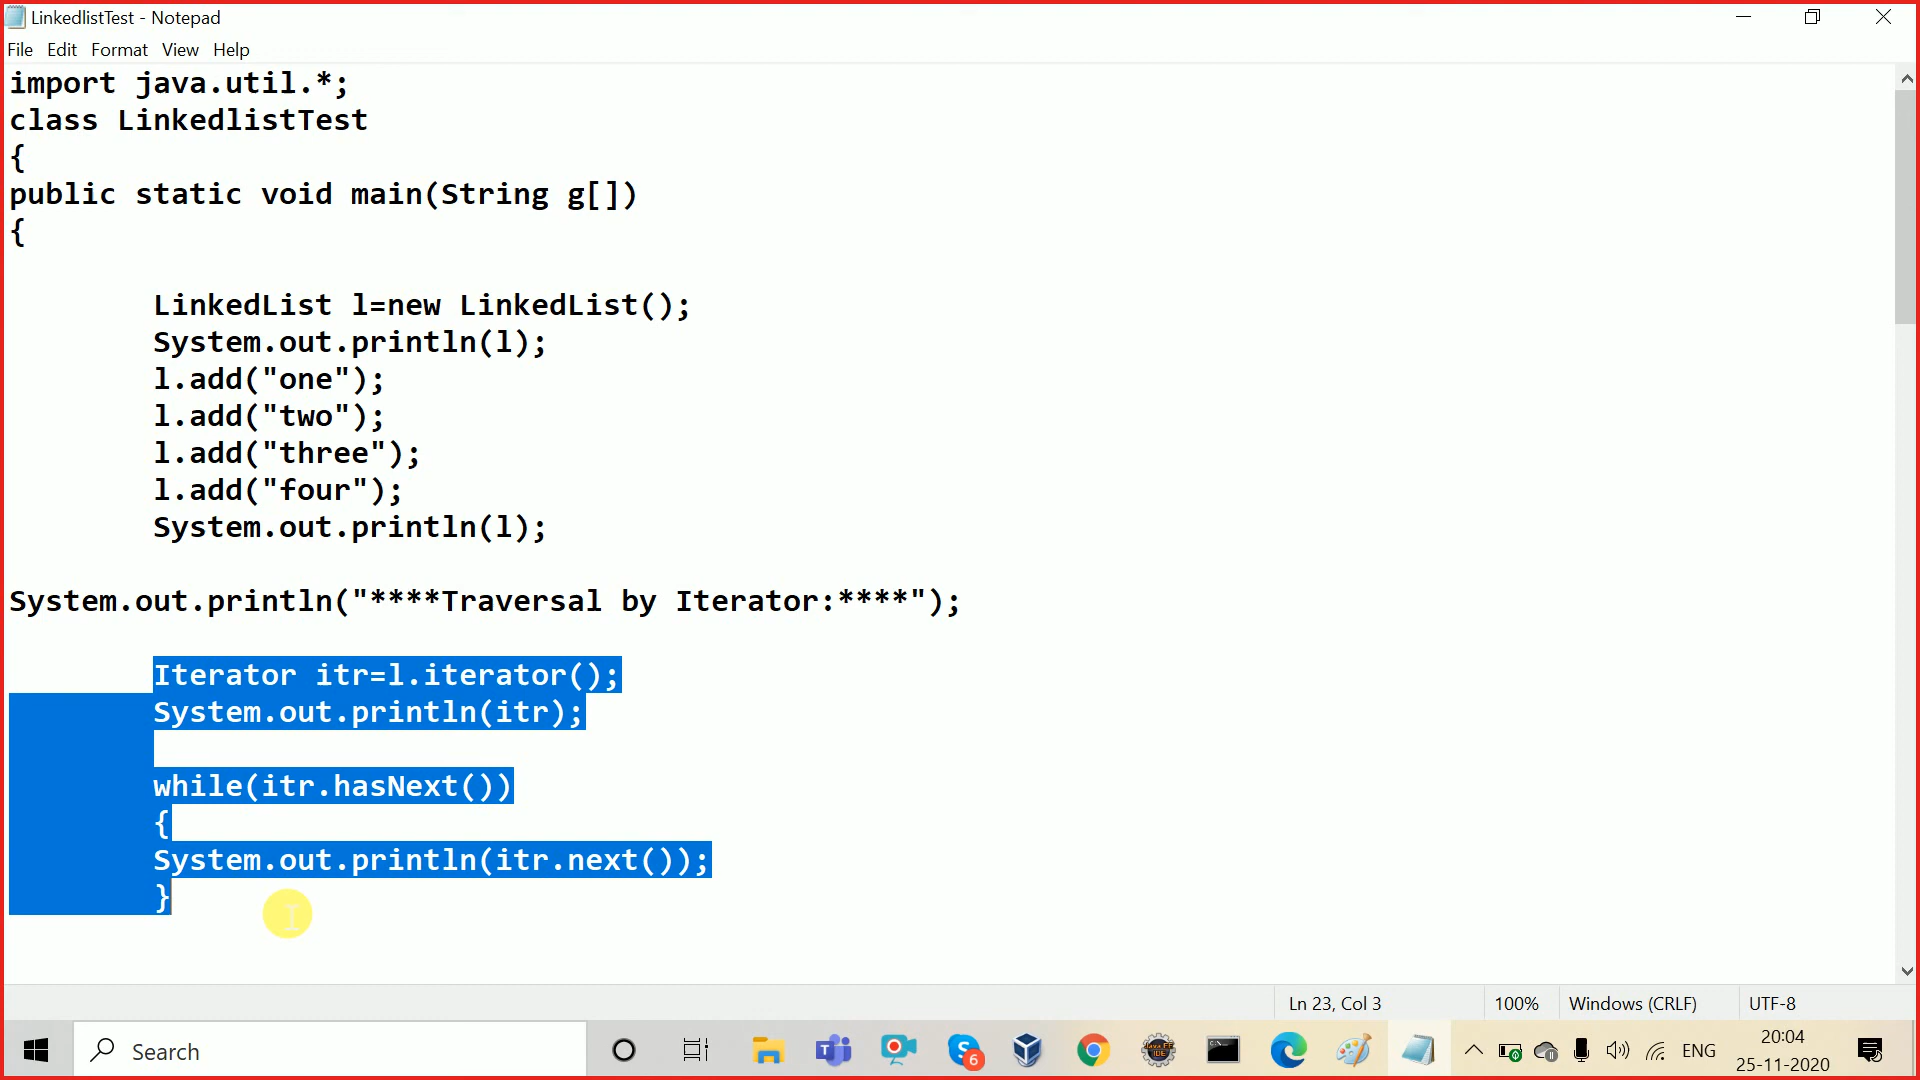 LinkedlistTest - Notepad
File Edit Format View Help
import java.util.*;
class LinkedlistTest
{
public static void main(String g[])
{
LinkedList l=new LinkedList();
System.out.println(l);
l.add("one");
l.add("two");
l.add("three");
l.add("four");
System.out.println(l);
System.out.println("****Traversal by Iterator:****");
Iterator itr=l.iterator();
System.out.println(itr);
while(itr.hasNext())
{
System.out.println(itr.next());
}
Ln 23, Col 3 100% Windows (CRLF) UTF-8
Search
6
ENG
20:04
25-11-2020